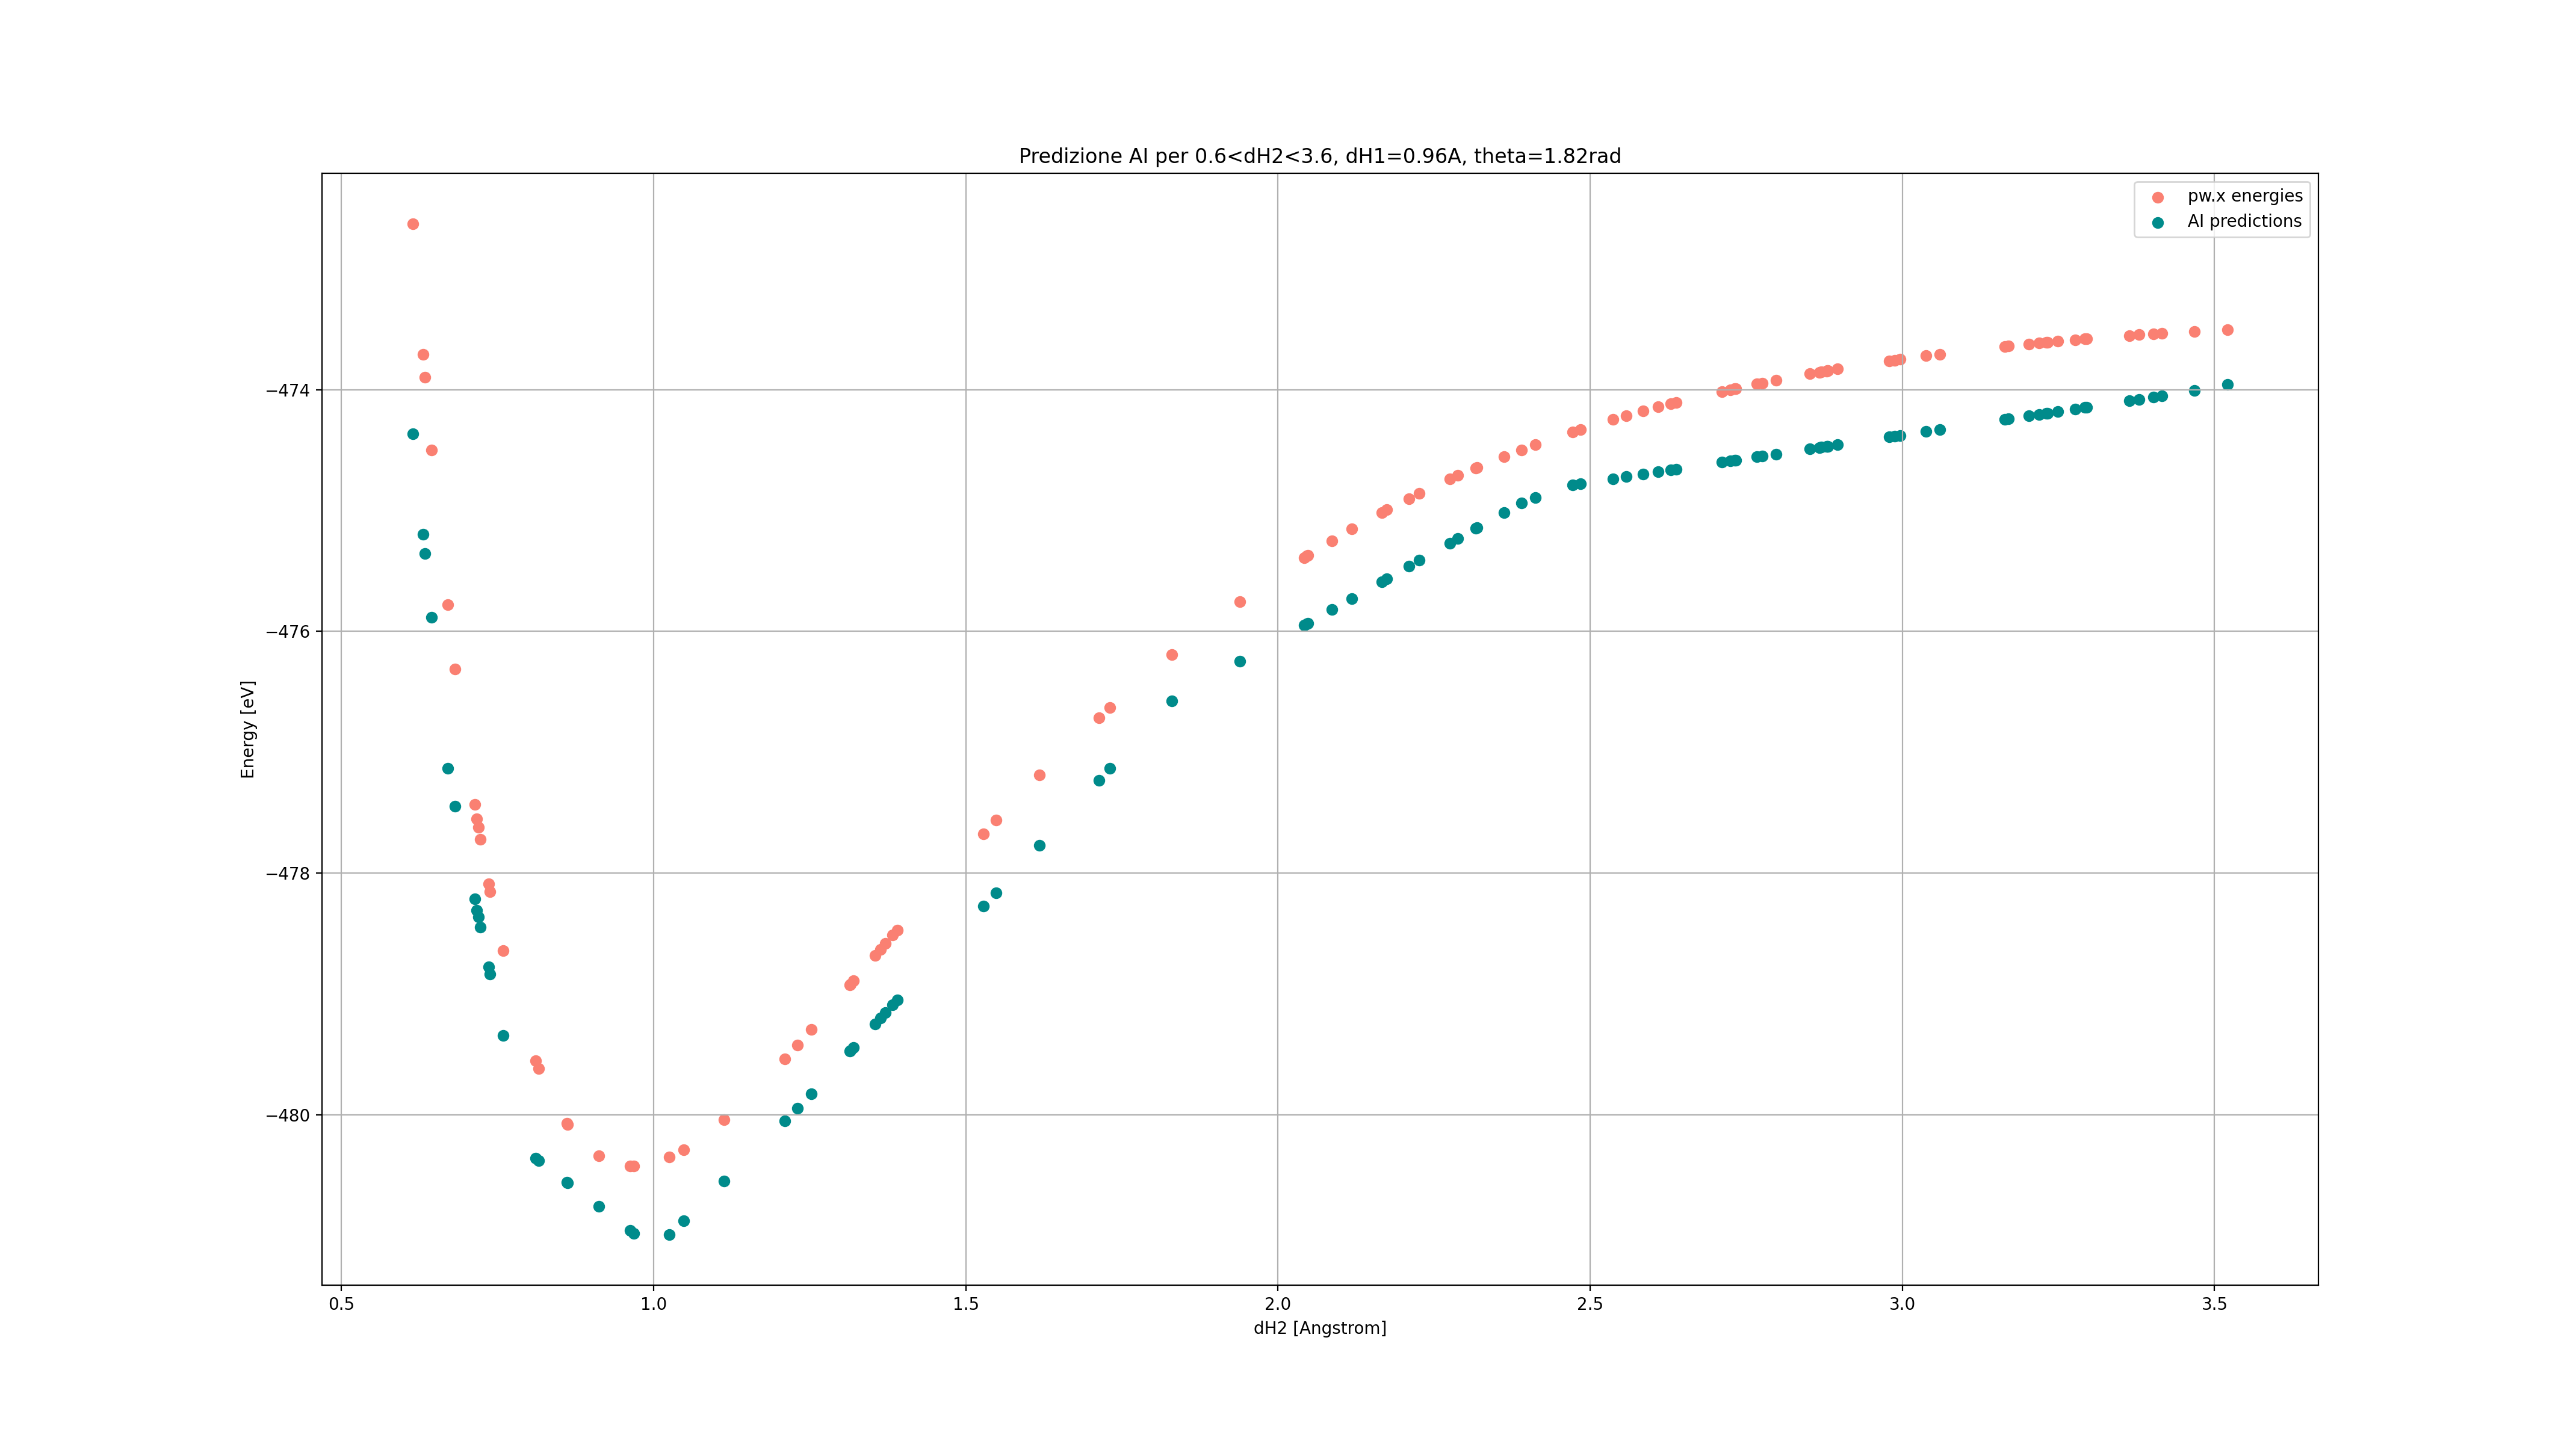 Predizione AI per 0.6<dH2<3.6, dH1=0.96A, theta=1.82rad
pw.x energies
AI predictions
−474
−476
−478
−480
Energy [eV]
0.5 1.0 1.5 2.0 2.5 3.0 3.5
dH2 [Angstrom]